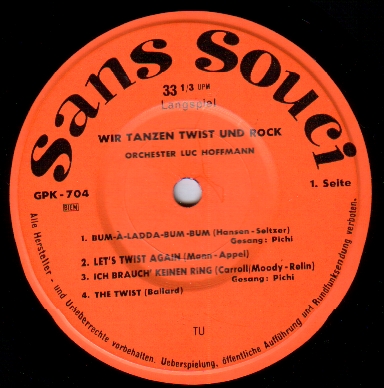 Sans Souci
33 1/3 UPM
Langspiel
WIR TANZEN TWIST UND ROCK
ORCHESTER LUC HOFFMANN
GPK-704
1. Seite
BIEM
1. BUM-À-LADDA-BUM-BUM (Hansen-Seltzer)
Gesang: Pichi
2. LET'S TWIST AGAIN (Mann-Appel)
3. ICH BRAUCH' KEINEN RING (Carroll/Moody-Relin)
Gesang: Pichi
4. THE TWIST (Ballard)
TU
Alle Hersteller- und Urheberrechte vorbehalten. Ueberspielung, öffentliche Aufführung und Rundfunksendung verboten.